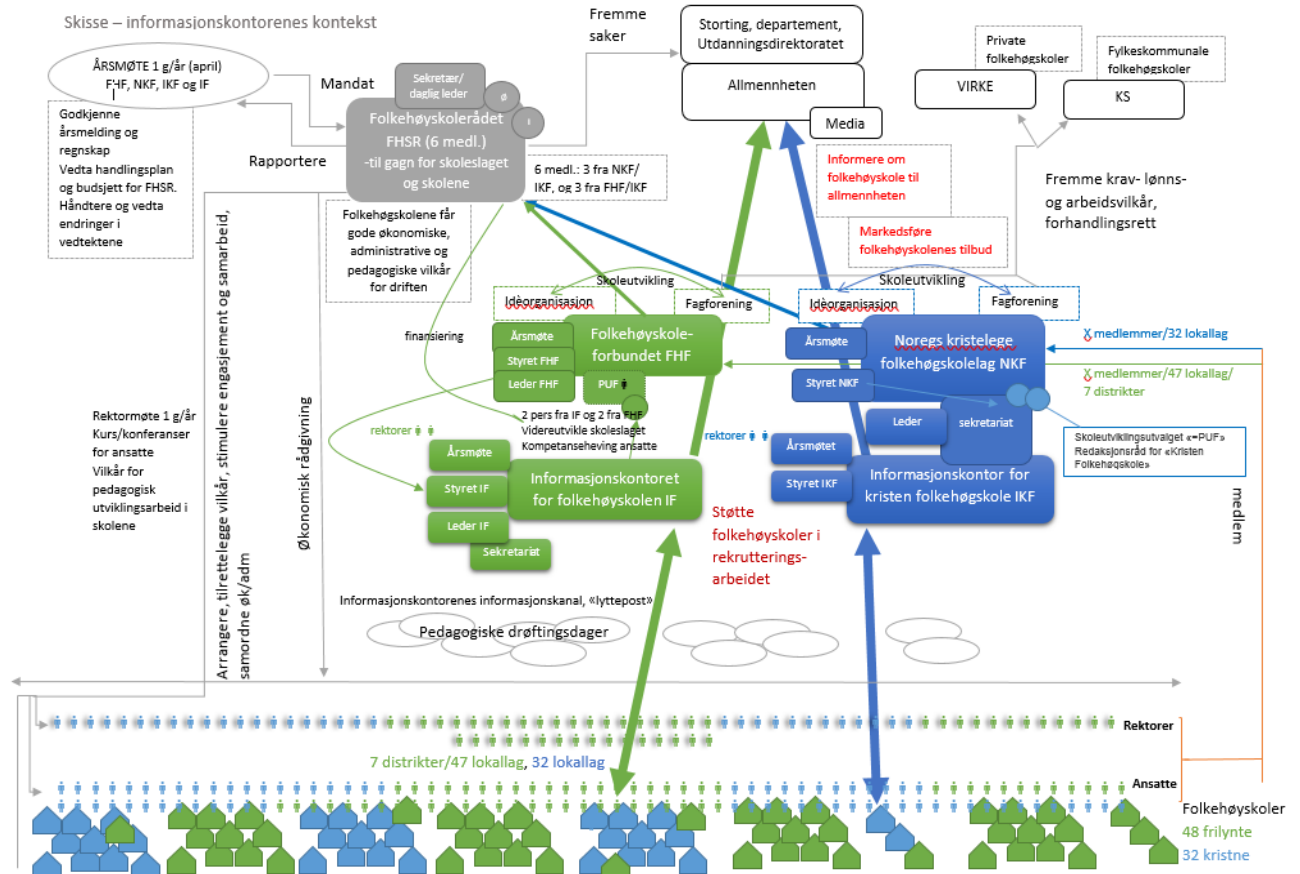 Skisse – informasjonskontorenes kontekst
ÅRSMØTE 1 g/år (april)
FHF, NKF, IKF og IF
Godkjenne
årsmelding og
regnskap
Vedta handlingsplan
og budsjett for FHSR.
Håndtere og vedta
endringer i
vedtektene
Mandat
Rapportere
Sekretær/
daglig leder
Ø
I
Folkehøyskolerådet
FHSR (6 medl.)
-til gagn for skoleslaget
og skolene
Fremme
saker
6 medl.: 3 fra NKF/
IKF, og 3 fra FHF/IKF
Folkehøgskolene får
gode økonomiske,
administrative og
pedagogiske vilkår
for driften
Storting, departement,
Utdanningsdirektoratet
Allmennheten
Media
Private
folkehøgskoler
Fylkeskommunale
folkehøgskoler
VIRKE
KS
Informere om
folkehøyskole til
allmennheten
Markedsføre
folkehøyskolenes tilbud
Fremme krav- lønns-
og arbeidsvilkår,
forhandlingsrett
Skoleutvikling
Idèorganisasjon
Fagforening
Skoleutvikling
Idèorganisasjon
Fagforening
finansiering
Årsmøte
Styret FHF
Leder FHF
Folkehøyskole-
forbundet FHF
PUF
2 pers fra IF og 2 fra FHF
Videreutvikle skoleslaget
Kompetanseheving ansatte
rektorer
Årsmøte
Styret IF
Leder IF
Sekretariat
Informasjonskontoret
for folkehøyskolen IF
Årsmøte
Styret NKF
Noregs kristelege
folkehøgskolelag NKF
Leder
sekretariat
rektorer
Årsmøtet
Styret IKF
Informasjonskontor for
kristen folkehøgskole IKF
X medlemmer/32 lokallag
X medlemmer/47 lokallag/
7 distrikter
Skoleutviklingsutvalget «=PUF»
Redaksjonsråd for «Kristen
Folkehøgskole»
medlem
Rektormøte 1 g/år
Kurs/konferanser
for ansatte
Vilkår for
pedagogisk
utviklingsarbeid i
skolene
Arrangere, tilrettelegge vilkår, stimulere engasjement og samarbeid,
samordne øk/adm
Økonomisk rådgivning
Støtte
folkehøyskoler i
rekrutterings-
arbeidet
Informasjonskontorenes informasjonskanal, «lyttepost»
Pedagogiske drøftingsdager
Rektorer
7 distrikter/47 lokallag, 32 lokallag
Ansatte
Folkehøyskoler
48 frilynte
32 kristne